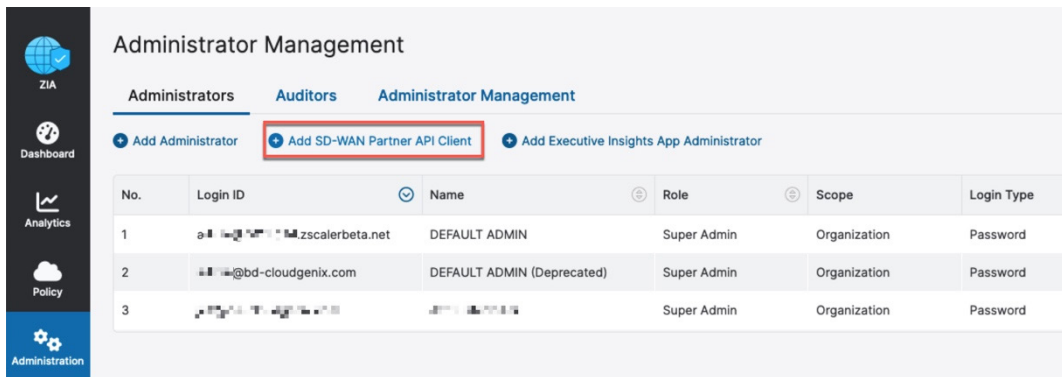 Administrator Management
ZIA
Administrators Auditors Administrator Management
Dashboard
Add Administrator Add SD-WAN Partner API Client Add Executive Insights App Administrator
Analytics
No. Login ID Name Role Scope Login Type
1 .zscalerbeta.net DEFAULT ADMIN Super Admin Organization Password
2 @bd-cloudgenix.com DEFAULT ADMIN (Deprecated) Super Admin Organization Password
Policy
3 Super Admin Organization Password
Administration